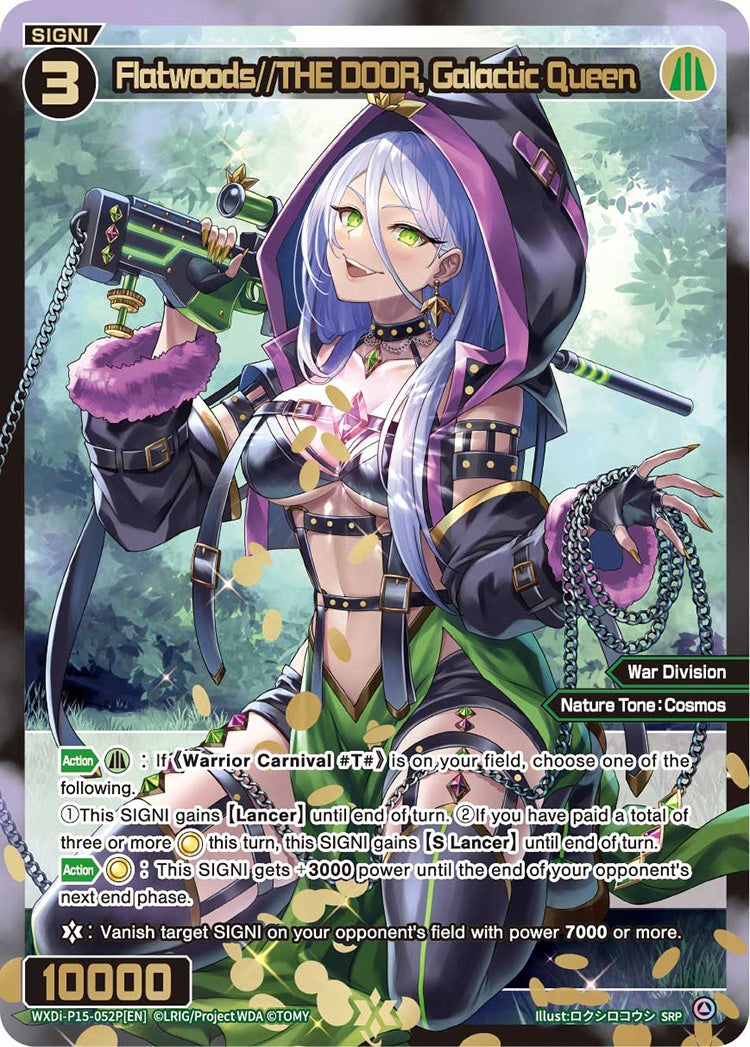 SIGNI
3
Flatwoods//THE DOOR, Galactic Queen
War Division
Nature Tone:Cosmos
Action : If《Warrior Carnival #T#》is on your field, choose one of the
following.
①This SIGNI gains【Lancer】until end of turn. ②If you have paid a total of
three or more this turn, this SIGNI gains【S Lancer】until end of turn.
Action : This SIGNI gets +3000 power until the end of your opponent's
next end phase.
: Vanish target SIGNI on your opponent's field with power 7000 or more.
10000
WXDi-P15-052P[EN] ©LRIG/Project WDA ©TOMY
Illust:ロクシロコウシ SRP